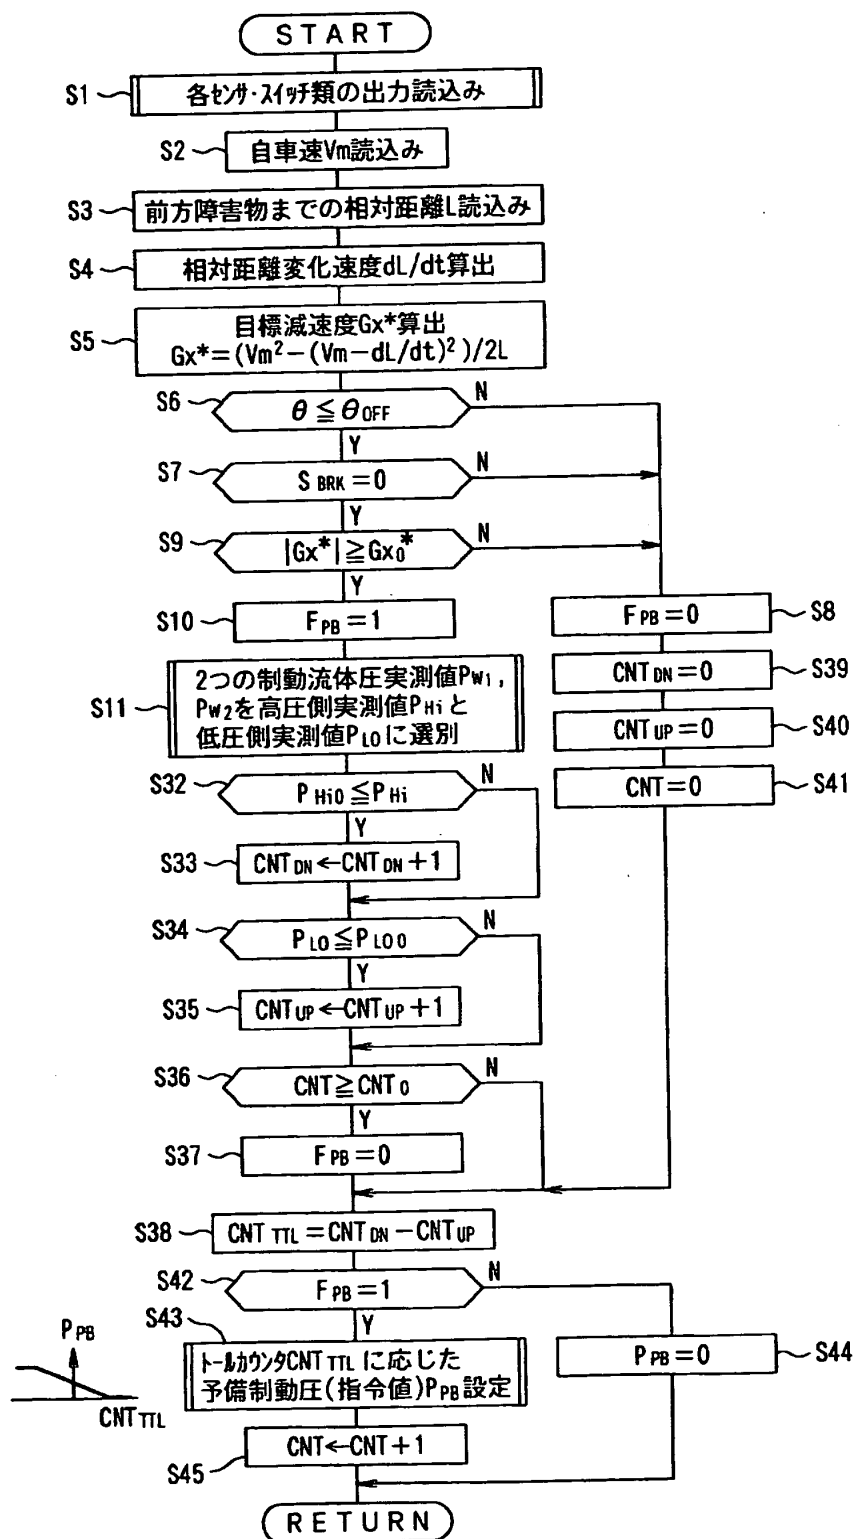 START
S1
各センサ・スイッチ類の出力読込み
S2
自車速Vm読込み
S3
前方障害物までの相対距離L読込み
S4
相対距離変化速度dL/dt算出
S5
目標減速度Gx*算出
Gx*=(Vm²-(Vm-dL/dt)²)/2L
S6
θ≦θOFF
N
Y
S7
SBRK=0
N
Y
S9
|Gx*|≧Gx0*
N
Y
S10
FPB=1
FPB=0
S8
S11
2つの制動流体圧実測値PW1,
PW2を高圧側実測値PHiと
低圧側実測値PLOに選別
CNTDN=0
S39
CNTUP=0
S40
CNT=0
S41
S32
PHi0≦PHi
N
Y
S33
CNTDN←CNTDN+1
S34
PLO≦PLO0
N
Y
S35
CNTUP←CNTUP+1
S36
CNT≧CNT0
N
Y
S37
FPB=0
S38
CNTTTL=CNTDN-CNTUP
S42
FPB=1
N
Y
S43
トールカウンタCNTTTLに応じた
予備制動圧(指令値)PPB設定
PPB
CNTTTL
PPB=0
S44
CNT←CNT+1
S45
RETURN